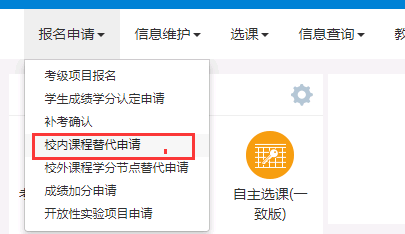 报名申请 信息维护 选课 信息查询
考级项目报名
学生成绩学分认定申请
补考确认
校内课程替代申请
校外课程学分节点替代申请
成绩加分申请
开放性实验项目申请
自主选课(一
致版)